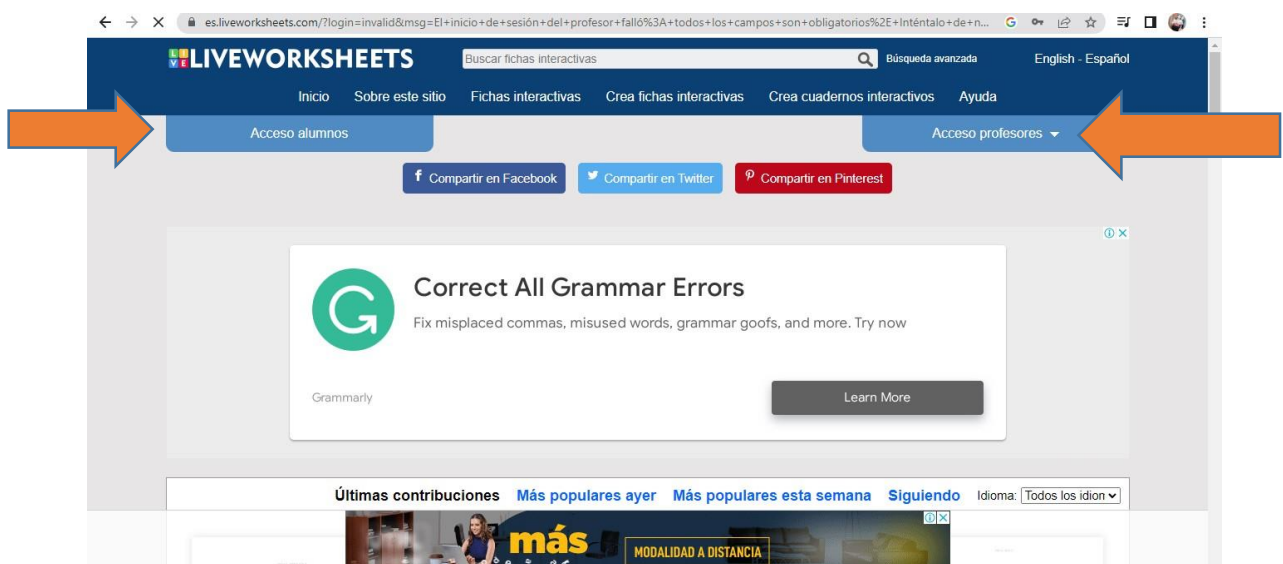 es.liveworksheets.com/?login=invalid&msg=El+inicio+de+sesión+del+profesor+falló%3A+todos+los+campos+son+obligatorios%2E+Inténtalo+de+n...
LIVE LIVEWORKSHEETS Buscar fichas interactivas Búsqueda avanzada English - Español
Inicio Sobre este sitio Fichas interactivas Crea fichas interactivas Crea cuadernos interactivos Ayuda
Acceso alumnos Acceso profesores
Compartir en Facebook Compartir en Twitter Compartir en Pinterest
Correct All Grammar Errors
Fix misplaced commas, misused words, grammar goofs, and more. Try now
Grammarly Learn More
Últimas contribuciones Más populares ayer Más populares esta semana Siguiendo Idioma: Todos los idiom
más MODALIDAD A DISTANCIA